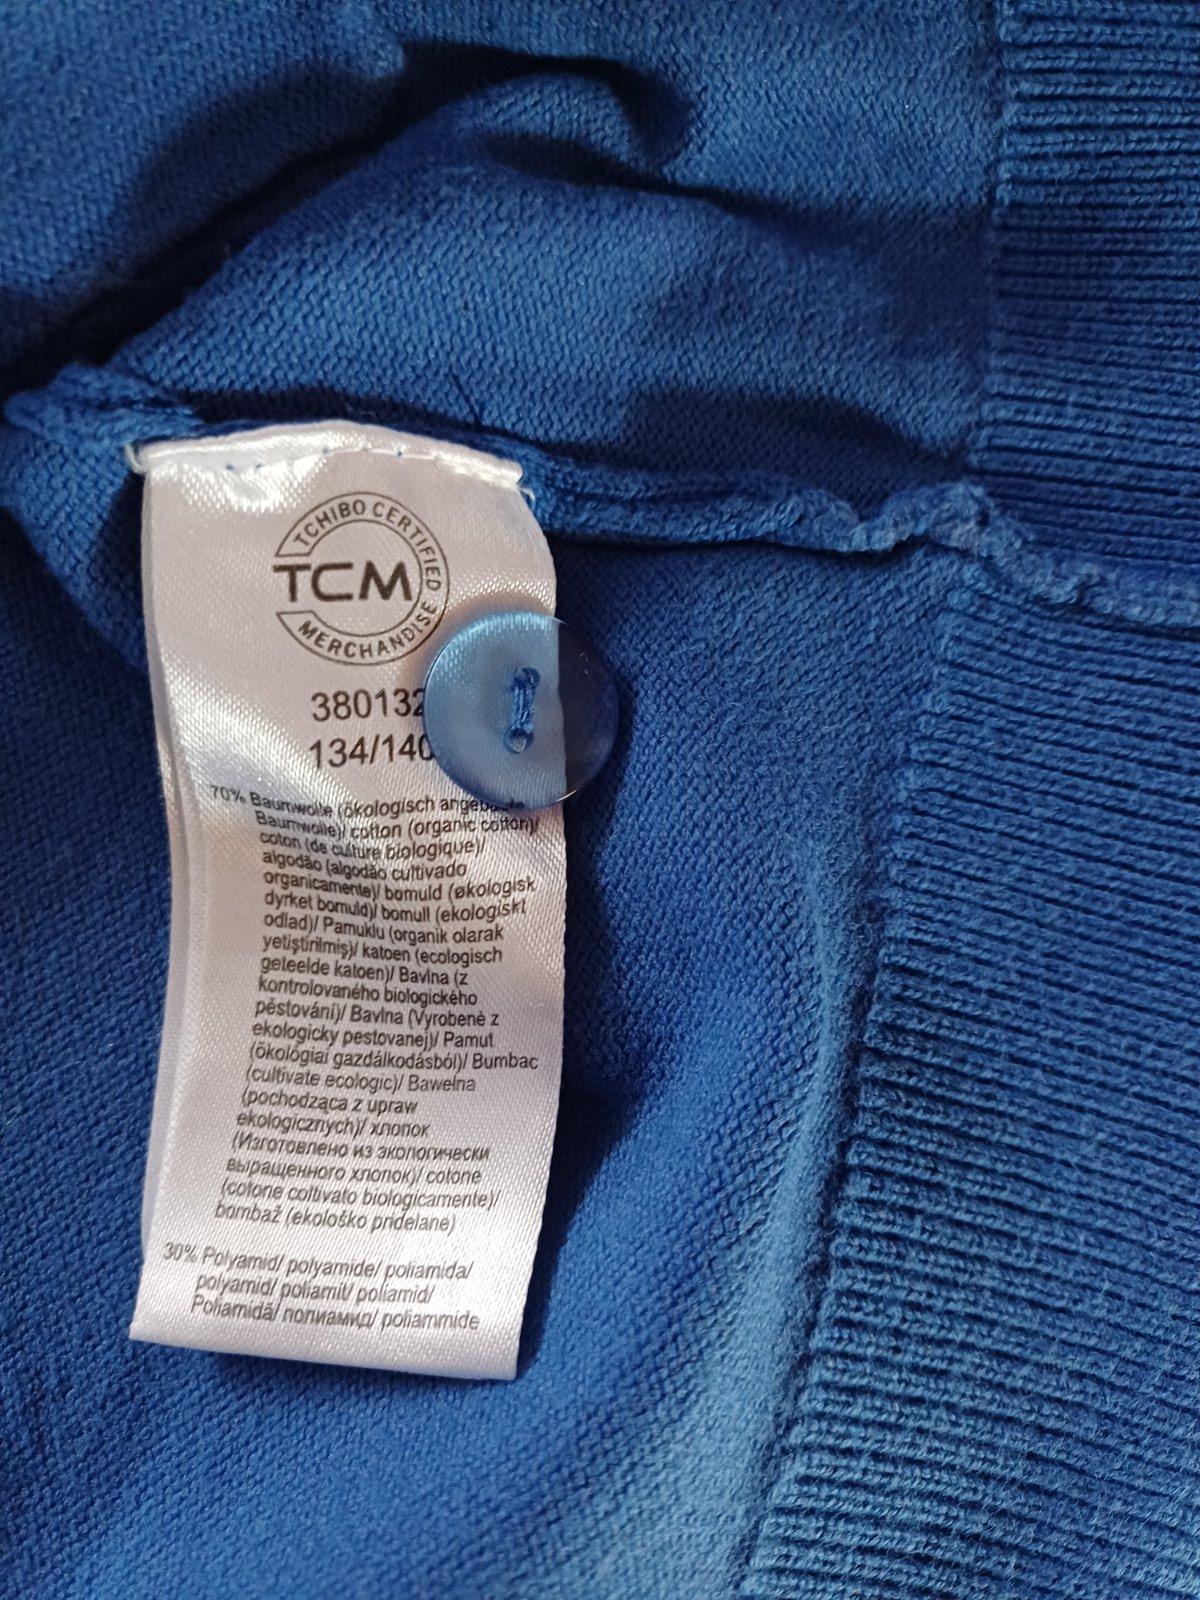 TCHIBO CERTIFIED
TCM
MERCHANDISE
380132
134/140
70% Baumwolle (ökologisch angebaute
Baumwolle)/ cotton (organic cotton)/
coton (de culture biologique)/
algodão (algodão cultivado
organicamente)/ bomuld (økologisk
dyrket bomuld)/ bomull (ekologiskt
odlad)/ Pamuklu (organik olarak
yetiştirilmiş)/ katoen (ecologisch
geteelde katoen)/ Bavlna (z
kontrolovaného biologického
pěstování)/ Bavlna (Vyrobené z
ekologicky pestovanej)/ Pamut
(ökológiai gazdálkodásból)/ Bumbac
(cultivate ecologic)/ Bawełna
(pochodząca z upraw
ekologicznych)/ хлопок
(Изготовлено из экологически
выращенного хлопок)/ cotone
(cotone coltivato biologicamente)/
bombaž (ekološko pridelane)
30% Polyamid/ polyamide/ poliamida/
polyamid/ poliamit/ poliamid/
Poliamidă/ полиамид/ poliammide